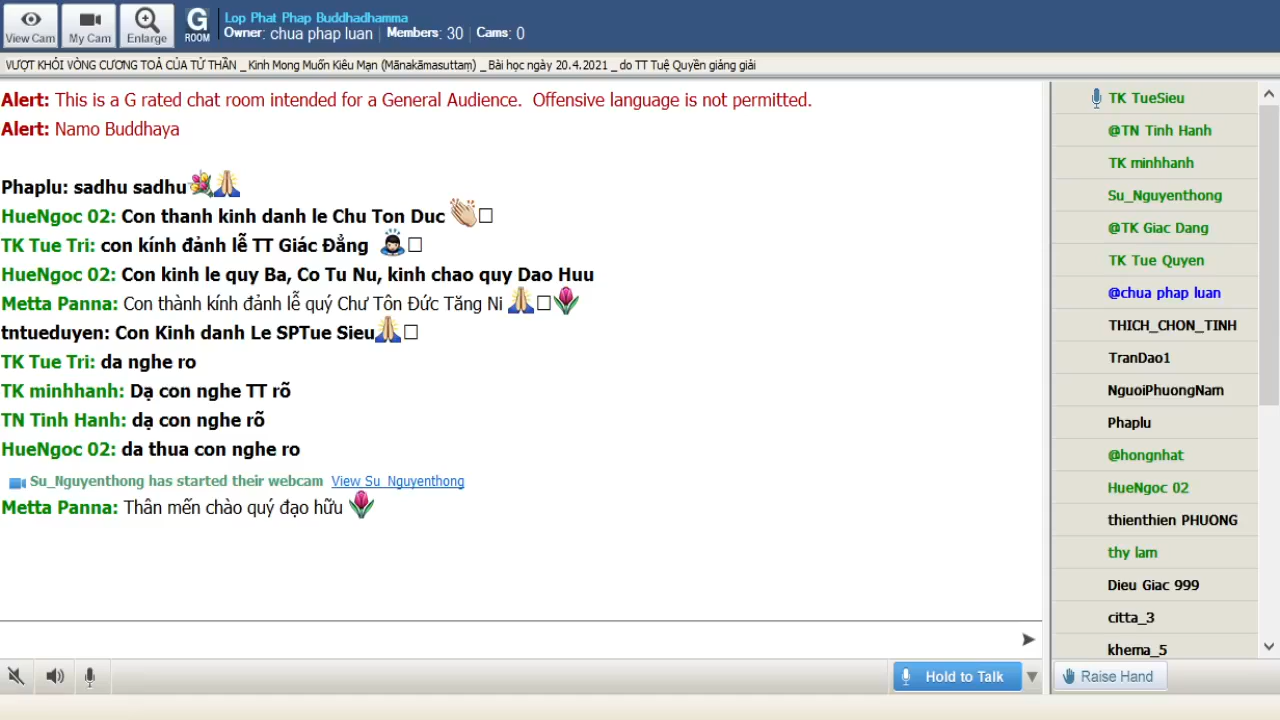 View Cam
My Cam
Enlarge
G
ROOM
Lop Phat Phap Buddhadhamma
Owner: chua phap luan Members: 30 Cams: 0
VƯỢT KHỎI VÒNG CƯƠNG TOẢ CỦA TỬ THẦN _ Kinh Mong Muốn Kiêu Mạn (Mānakāmasuttaṃ) _ Bài học ngày 20.4.2021 _ do TT Tuệ Quyền giảng giải
Alert: This is a G rated chat room intended for a General Audience. Offensive language is not permitted.
Alert: Namo Buddhaya
Phaplu: sadhu sadhu
HueNgoc 02: Con thanh kinh danh le Chu Ton Duc
TK Tue Tri: con kính đảnh lễ TT Giác Đẳng
HueNgoc 02: Con kinh le quy Ba, Co Tu Nu, kinh chao quy Dao Huu
Metta Panna: Con thành kính đảnh lễ quý Chư Tôn Đức Tăng Ni
tntueduyen: Con Kinh danh Le SPTue Sieu
TK Tue Tri: da nghe ro
TK minhhanh: Dạ con nghe TT rõ
TN Tinh Hanh: dạ con nghe rõ
HueNgoc 02: da thua con nghe ro
Su_Nguyenthong has started their webcam View Su_Nguyenthong
Metta Panna: Thân mến chào quý đạo hữu
Hold to Talk
TK TueSieu
@TN Tinh Hanh
TK minhhanh
Su_Nguyenthong
@TK Giac Dang
TK Tue Quyen
@chua phap luan
THICH_CHON_TINH
TranDao1
NguoiPhuongNam
Phaplu
@hongnhat
HueNgoc 02
thienthien PHUONG
thy lam
Dieu Giac 999
citta_3
khema_5
Raise Hand